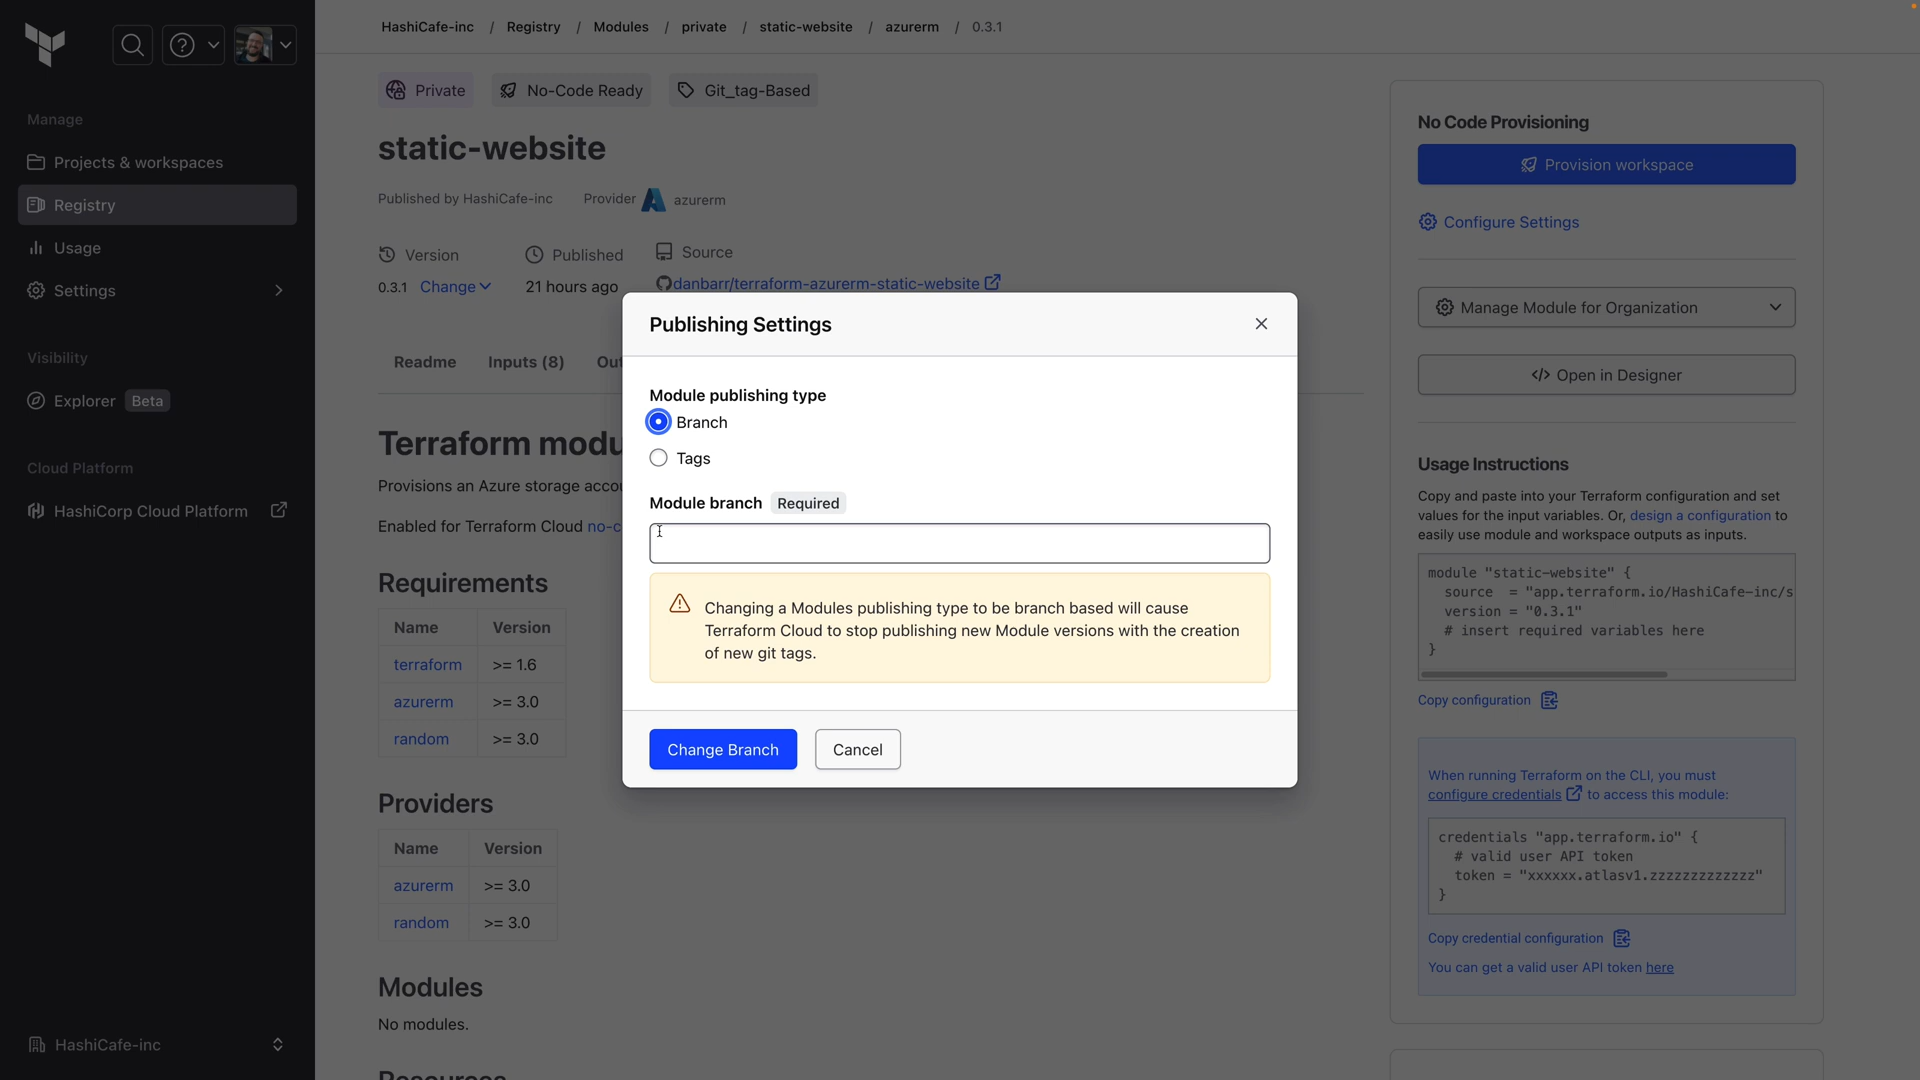 HashiCafe-inc / Registry / Modules / private / static-website / azurerm / 0.3.1
Manage
Projects & workspaces
Registry
Usage
Settings
Visibility
Explorer Beta
Cloud Platform
HashiCorp Cloud Platform
HashiCafe-inc
Private No-Code Ready Git_tag-Based
static-website
Published by HashiCafe-inc Provider azurerm
Version Published Source
0.3.1 Change 21 hours ago danbarr/terraform-azurerm-static-website
Readme Inputs (8)
Terraform
Provisions an Azure storage
Enabled for Terraform Cloud
Requirements
Name Version
terraform >= 1.6
azurerm >= 3.0
random >= 3.0
Providers
Name Version
azurerm >= 3.0
random >= 3.0
Modules
No modules.
Publishing Settings
Module publishing type
Branch
Tags
Module branch Required
Changing a Modules publishing type to be branch based will cause
Terraform Cloud to stop publishing new Module versions with the creation
of new git tags.
Change Branch Cancel
No Code Provisioning
Provision workspace
Configure Settings
Manage Module for Organization
</> Open in Designer
Usage Instructions
Copy and paste into your Terraform configuration and set
values for the input variables. Or, design a configuration to
easily use module and workspace outputs as inputs.
module "static-website" {
source = "app.terraform.io/HashiCafe-inc/s
version = "0.3.1"
# insert required variables here
}
Copy configuration
When running Terraform on the CLI, you must
configure credentials to access this module:
credentials "app.terraform.io" {
# valid user API token
token = "xxxxxx.atlasv1.zzzzzzzzzzzzz"
}
Copy credential configuration
You can get a valid user API token here